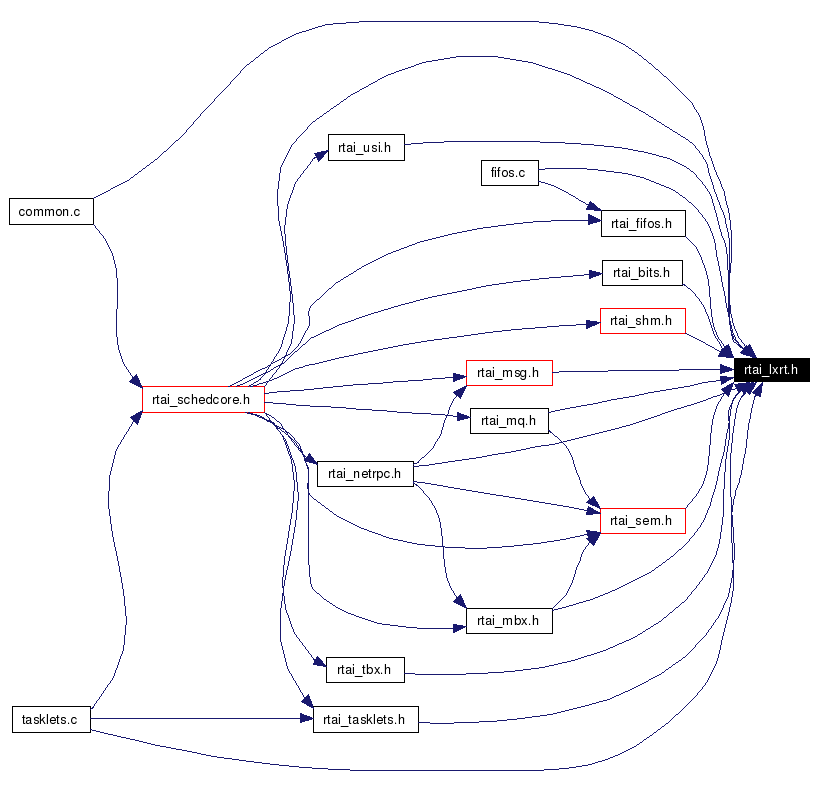 rtai_usi.h
fifos.c
common.c
rtai_fifos.h
rtai_bits.h
rtai_shm.h
rtai_lxrt.h
rtai_msg.h
rtai_schedcore.h
rtai_mq.h
rtai_netrpc.h
rtai_sem.h
rtai_mbx.h
rtai_tbx.h
tasklets.c
rtai_tasklets.h